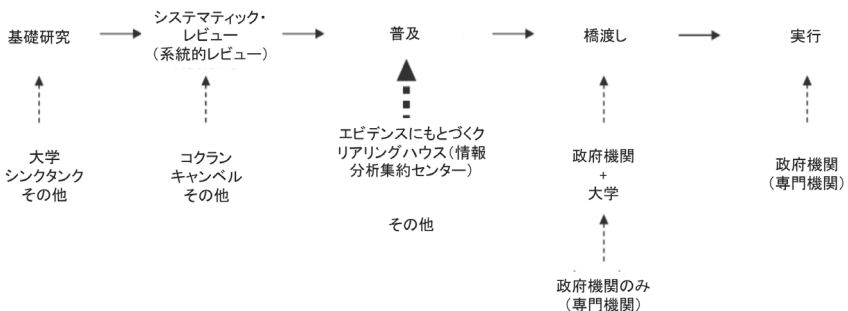 基礎研究
システマティック・
レビュー
（系統的レビュー）
普及
橋渡し
実行
大学
シンクタンク
その他
コクラン
キャンベル
その他
エビデンスにもとづくク
リアリングハウス（情報
分析集約センター）
その他
政府機関
+
大学
政府機関のみ
（専門機関）
政府機関
（専門機関）